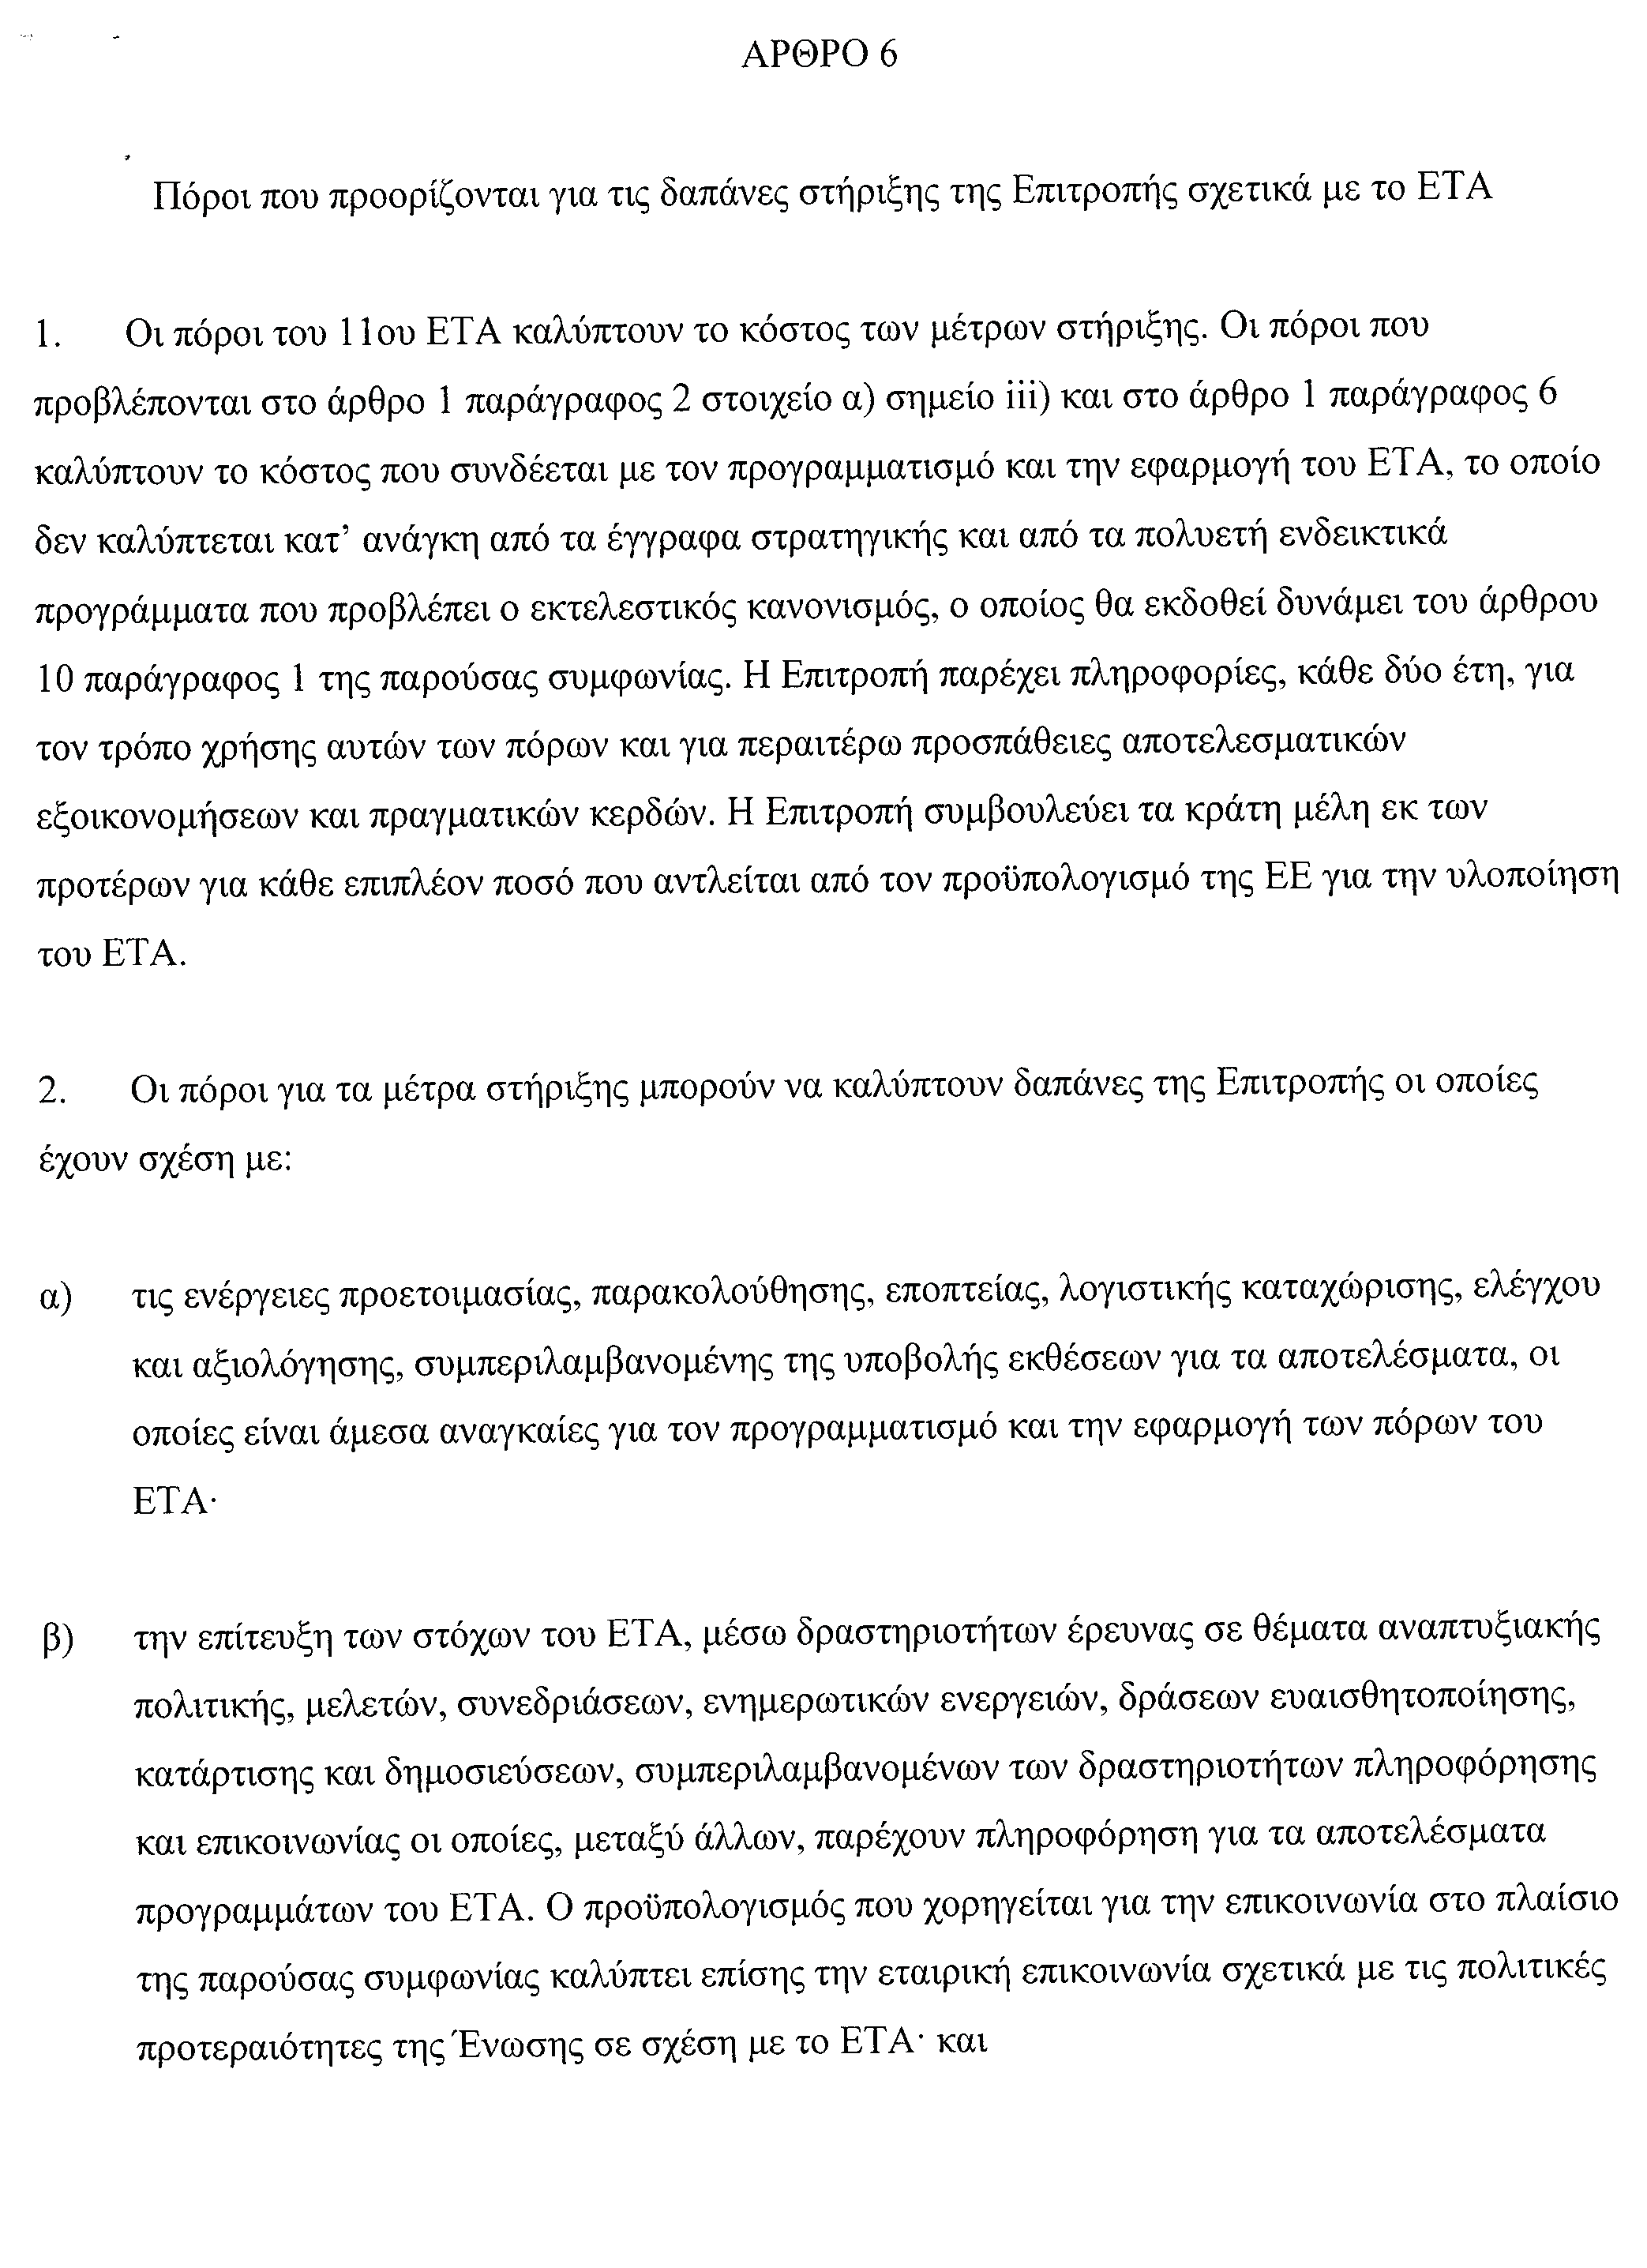 ΑΡΘΡΟ 6
Πόροι που προορίζονται για τις δαπάνες στήριξης της Επιτροπής σχετικά με το ΕΤΑ
1. Οι πόροι του 11ου ΕΤΑ καλύπτουν το κόστος των μέτρων στήριξης. Οι πόροι που
προβλέπονται στο άρθρο 1 παράγραφος 2 στοιχείο α) σημείο iii) και στο άρθρο 1 παράγραφος 6
καλύπτουν το κόστος που συνδέεται με τον προγραμματισμό και την εφαρμογή του ΕΤΑ, το οποίο
δεν καλύπτεται κατ’ ανάγκη από τα έγγραφα στρατηγικής και από τα πολυετή ενδεικτικά
προγράμματα που προβλέπει ο εκτελεστικός κανονισμός, ο οποίος θα εκδοθεί δυνάμει του άρθρου
10 παράγραφος 1 της παρούσας συμφωνίας. Η Επιτροπή παρέχει πληροφορίες, κάθε δύο έτη, για
τον τρόπο χρήσης αυτών των πόρων και για περαιτέρω προσπάθειες αποτελεσματικών
εξοικονομήσεων και πραγματικών κερδών. Η Επιτροπή συμβουλεύει τα κράτη μέλη εκ των
προτέρων για κάθε επιπλέον ποσό που αντλείται από τον προϋπολογισμό της ΕΕ για την υλοποίηση
του ΕΤΑ.
2. Οι πόροι για τα μέτρα στήριξης μπορούν να καλύπτουν δαπάνες της Επιτροπής οι οποίες
έχουν σχέση με:
α) τις ενέργειες προετοιμασίας, παρακολούθησης, εποπτείας, λογιστικής καταχώρισης, ελέγχου
και αξιολόγησης, συμπεριλαμβανομένης της υποβολής εκθέσεων για τα αποτελέσματα, οι
οποίες είναι άμεσα αναγκαίες για τον προγραμματισμό και την εφαρμογή των πόρων του
ΕΤΑ·
β) την επίτευξη των στόχων του ΕΤΑ, μέσω δραστηριοτήτων έρευνας σε θέματα αναπτυξιακής
πολιτικής, μελετών, συνεδριάσεων, ενημερωτικών ενεργειών, δράσεων ευαισθητοποίησης,
κατάρτισης και δημοσιεύσεων, συμπεριλαμβανομένων των δραστηριοτήτων πληροφόρησης
και επικοινωνίας οι οποίες, μεταξύ άλλων, παρέχουν πληροφόρηση για τα αποτελέσματα
προγραμμάτων του ΕΤΑ. Ο προϋπολογισμός που χορηγείται για την επικοινωνία στο πλαίσιο
της παρούσας συμφωνίας καλύπτει επίσης την εταιρική επικοινωνία σχετικά με τις πολιτικές
προτεραιότητες της Ένωσης σε σχέση με το ΕΤΑ· και